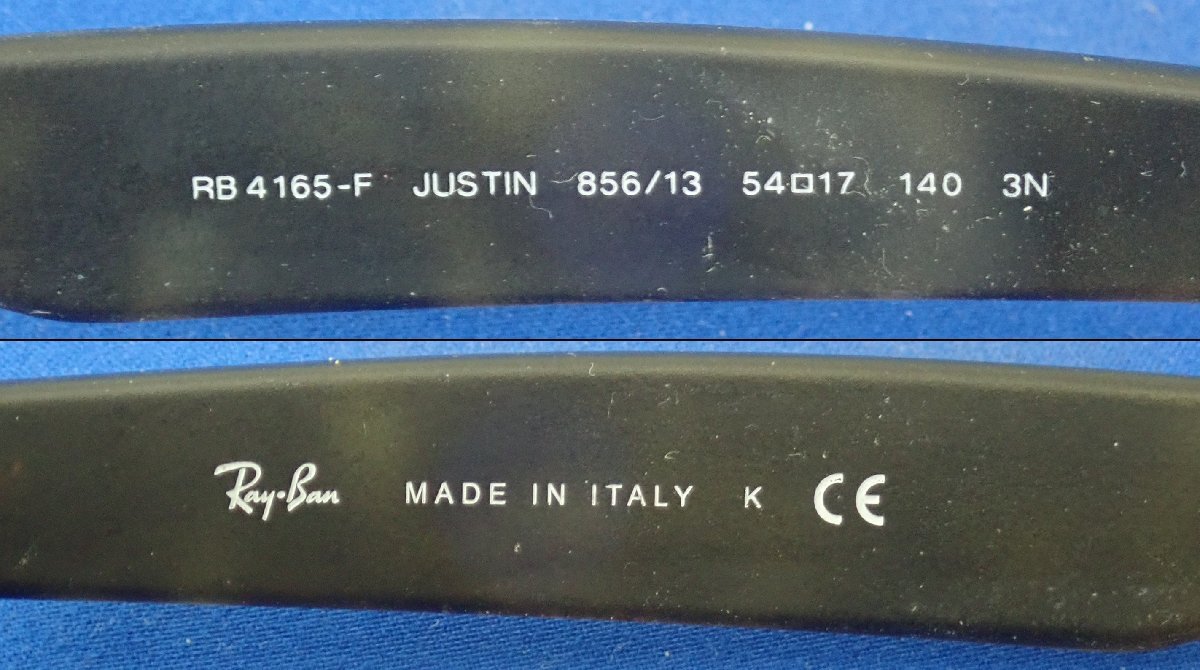 RB 4165-F JUSTIN 856/13 54□17 140 3N
Ray·Ban MADE IN ITALY K CE